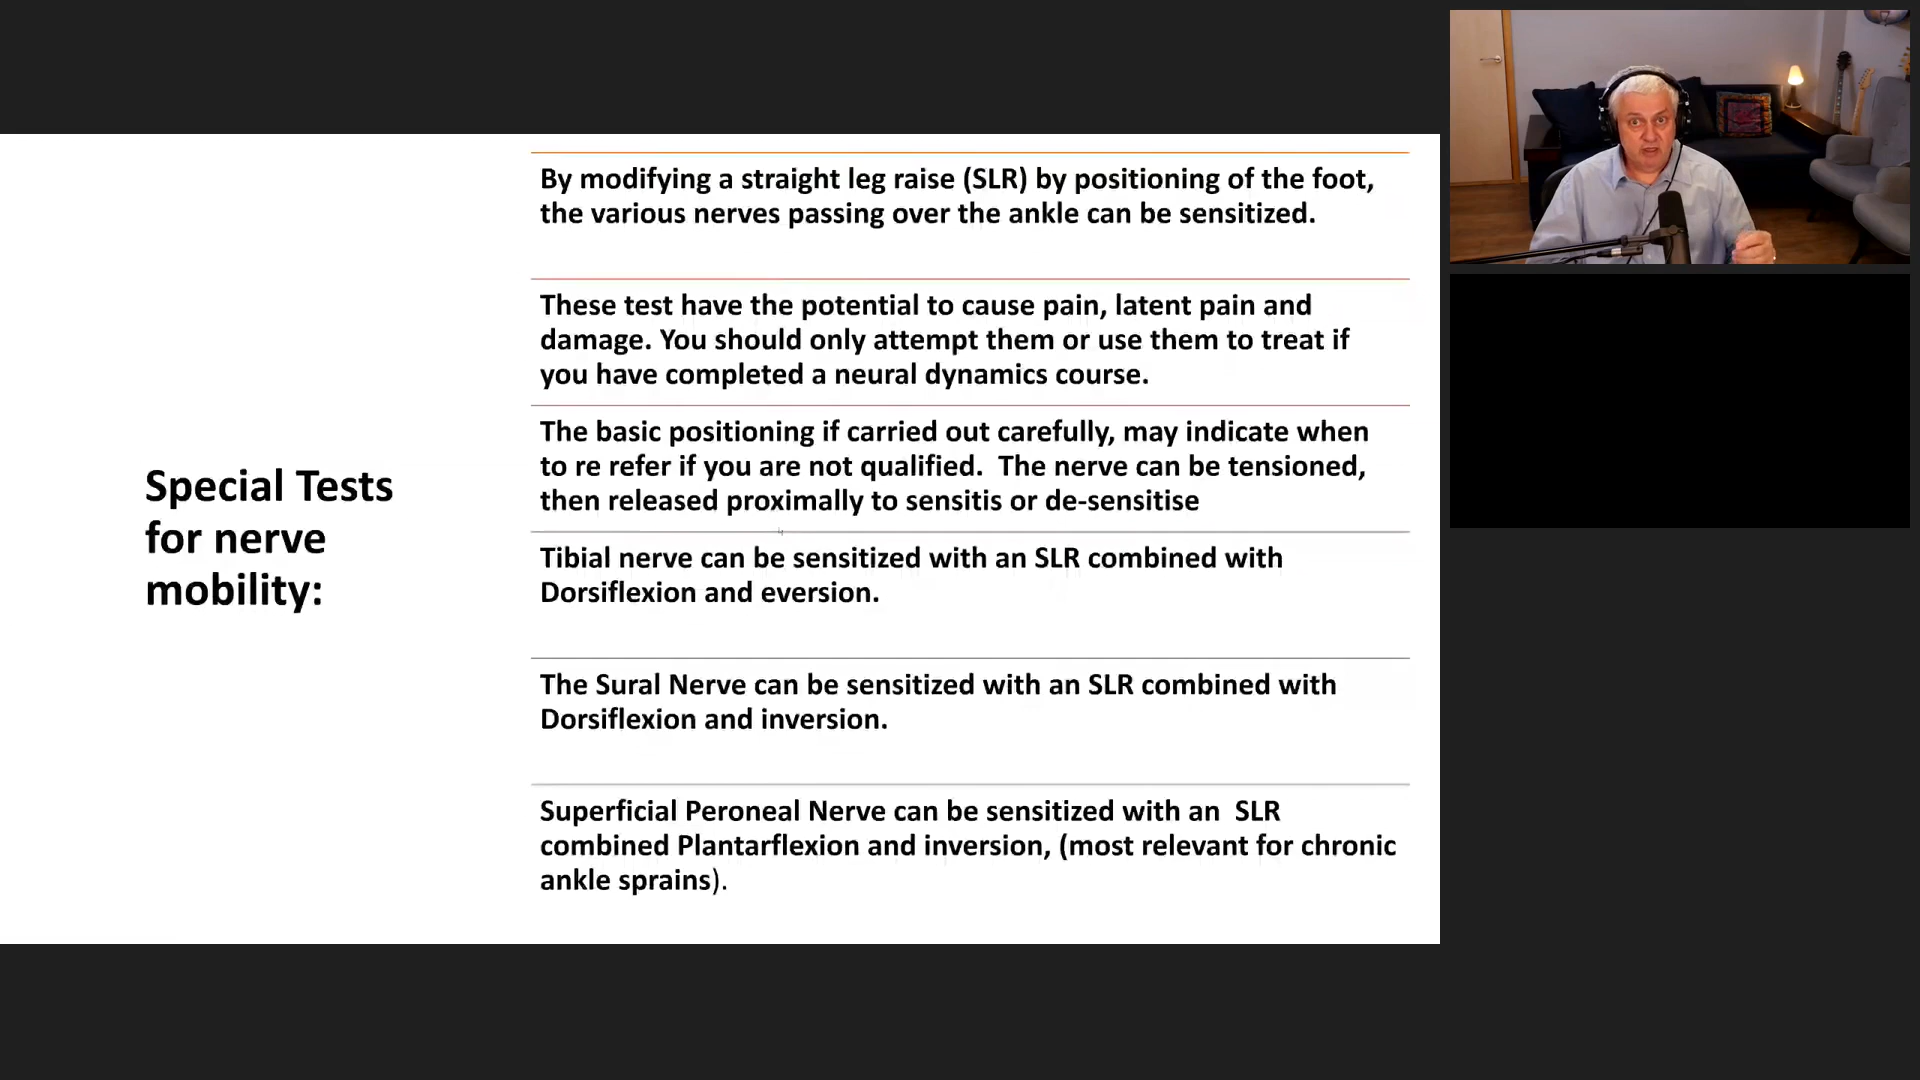 Special Tests
for nerve
mobility:
By modifying a straight leg raise (SLR) by positioning of the foot,
the various nerves passing over the ankle can be sensitized.
These test have the potential to cause pain, latent pain and
damage. You should only attempt them or use them to treat if
you have completed a neural dynamics course.
The basic positioning if carried out carefully, may indicate when
to re refer if you are not qualified.  The nerve can be tensioned,
then released proximally to sensitis or de-sensitise
Tibial nerve can be sensitized with an SLR combined with
Dorsiflexion and eversion.
The Sural Nerve can be sensitized with an SLR combined with
Dorsiflexion and inversion.
Superficial Peroneal Nerve can be sensitized with an  SLR
combined Plantarflexion and inversion, (most relevant for chronic
ankle sprains).